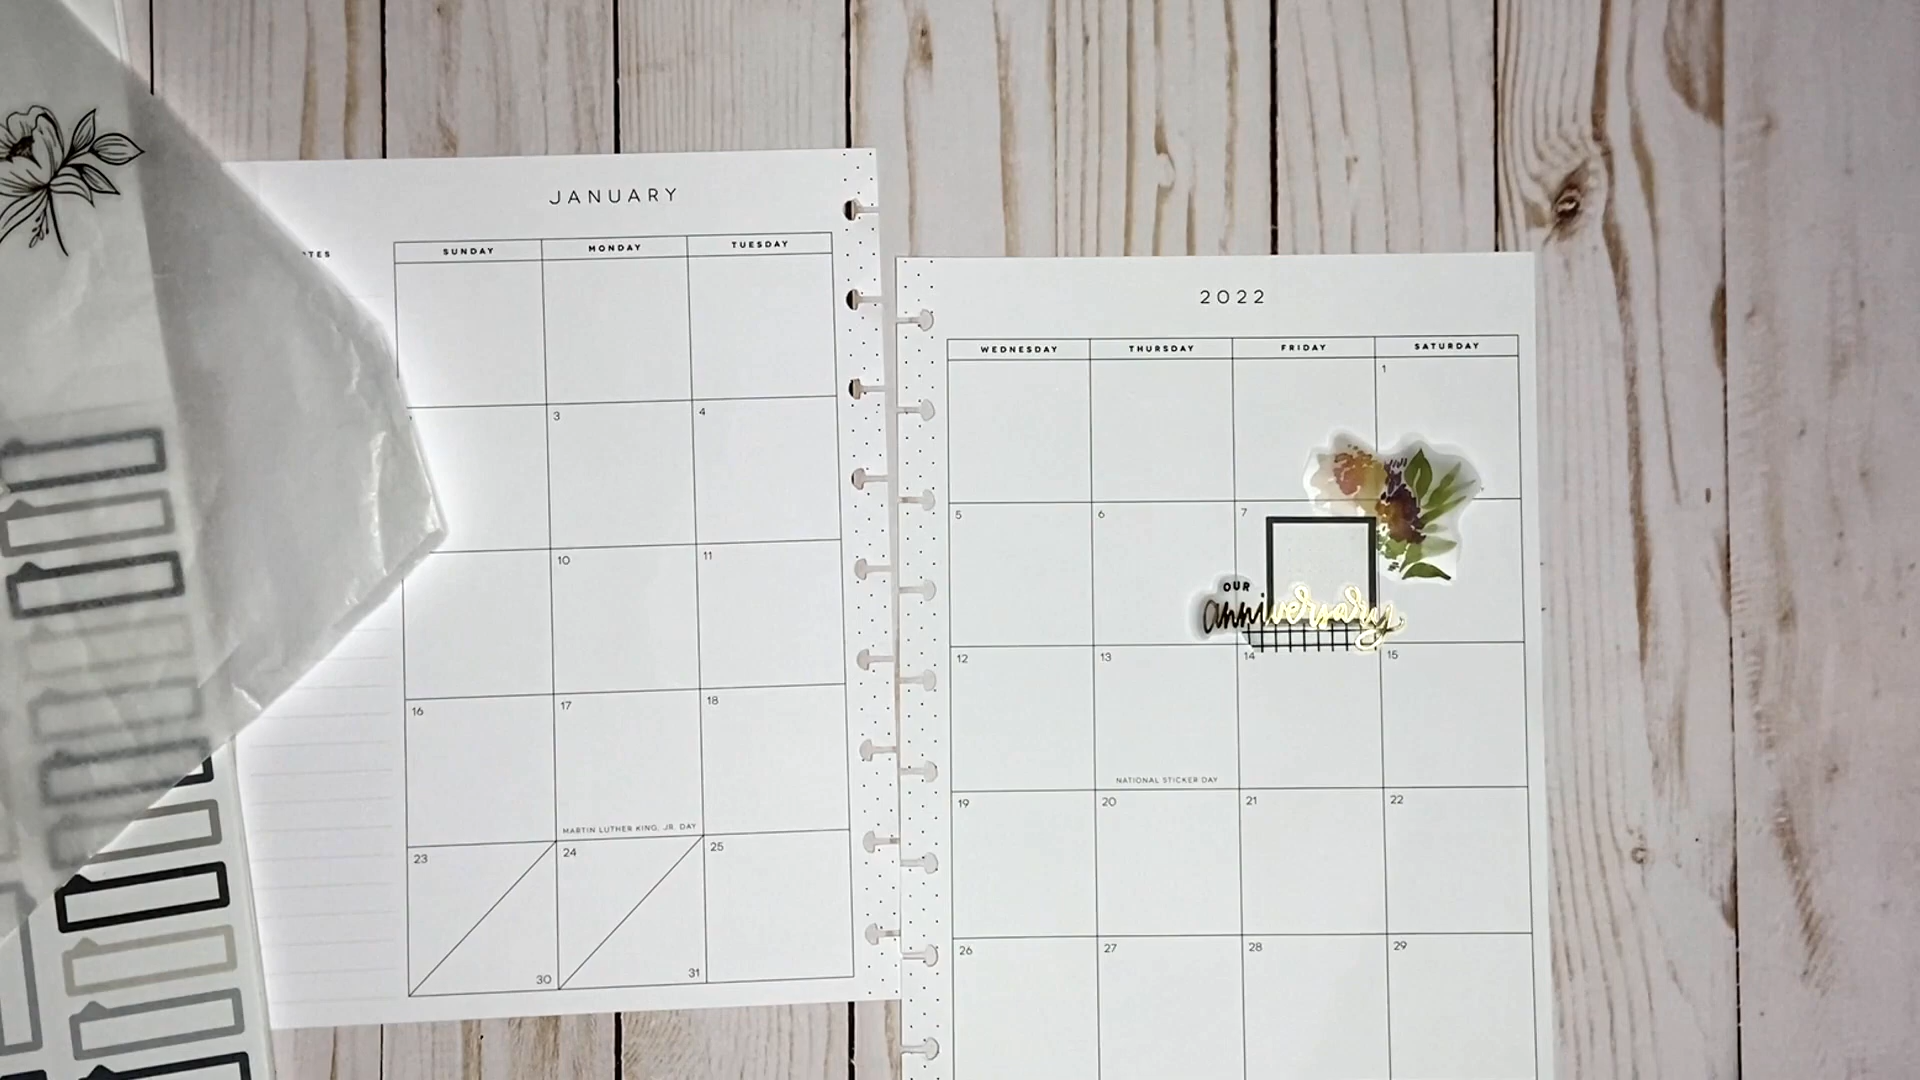 JANUARY
TES
SUNDAY MONDAY TUESDAY
3 4
10 11
16 17 18
MARTIN LUTHER KING, JR. DAY
23 24 25
30 31
2022
WEDNESDAY THURSDAY FRIDAY SATURDAY
1
5 6 7
OUR
anniversary
12 13 14 15
NATIONAL STICKER DAY
19 20 21 22
26 27 28 29